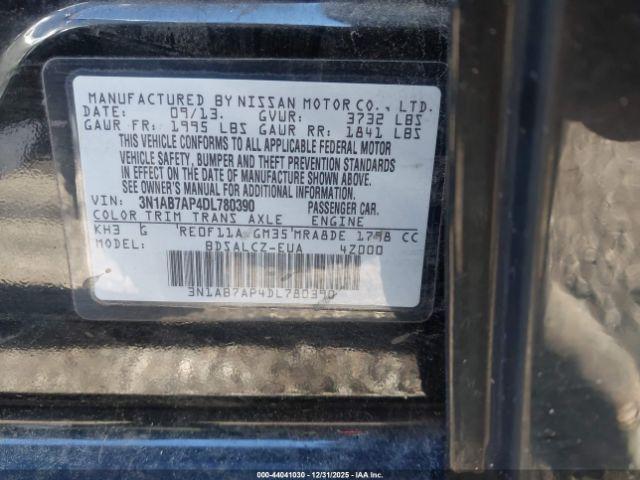 MANUFACTURED BY NISSAN MOTOR CO., LTD.
DATE: 09/13. GVWR: 3732 LBS
GAWR FR: 1995 LBS GAWR RR: 1841 LBS
THIS VEHICLE CONFORMS TO ALL APPLICABLE FEDERAL MOTOR
VEHICLE SAFETY, BUMPER AND THEFT PREVENTION STANDARDS
IN EFFECT ON THE DATE OF MANUFACTURE SHOWN ABOVE.
SEE OWNER'S MANUAL FOR ADDITIONAL INFORMATION.
VIN: 3N1AB7AP4DL780390 PASSENGER CAR.
COLOR TRIM TRANS AXLE ENGINE
KH3 G RE0F11A GM35 MRA8DE 1798 CC
MODEL: BDSALCZ-EUA 4Z000
3N1AB7AP4DL780390
000-44041030 - 12/31/2025 - IAA Inc.